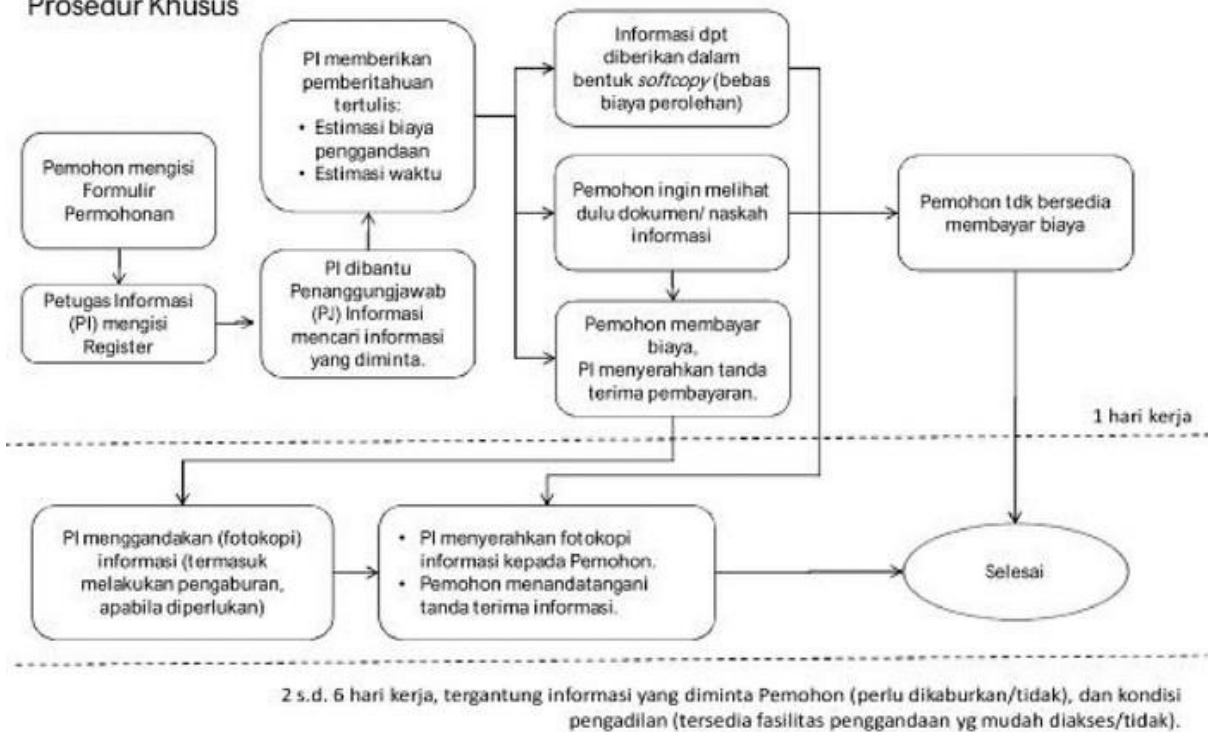 Prosedur Khusus
Pemohon mengisi
Formulir
Permohonan
Petugas Informasi
(PI) mengisi
Register
PI dibantu
Penanggungjawab
(PJ) Informasi
mencari informasi
yang diminta.
PI memberikan
pemberitahuan
tertulis:
• Estimasi biaya
penggandaan
• Estimasi waktu
Informasi dpt
diberikan dalam
bentuk softcopy (bebas
biaya perolehan)
Pemohon ingin melihat
dulu dokumen/ naskah
informasi
Pemohon membayar
biaya,
PI menyerahkan tanda
terima pembayaran.
Pemohon tdk bersedia
membayar biaya
1 hari kerja
PI menggandakan (fotokopi)
informasi (termasuk
melakukan pengaburan,
apabila diperlukan)
• PI menyerahkan fotokopi
informasi kepada Pemohon.
• Pemohon menandatangani
tanda terima informasi.
Selesai
2 s.d. 6 hari kerja, tergantung informasi yang diminta Pemohon (perlu dikaburkan/tidak), dan kondisi
pengadilan (tersedia fasilitas penggandaan yg mudah diakses/tidak).